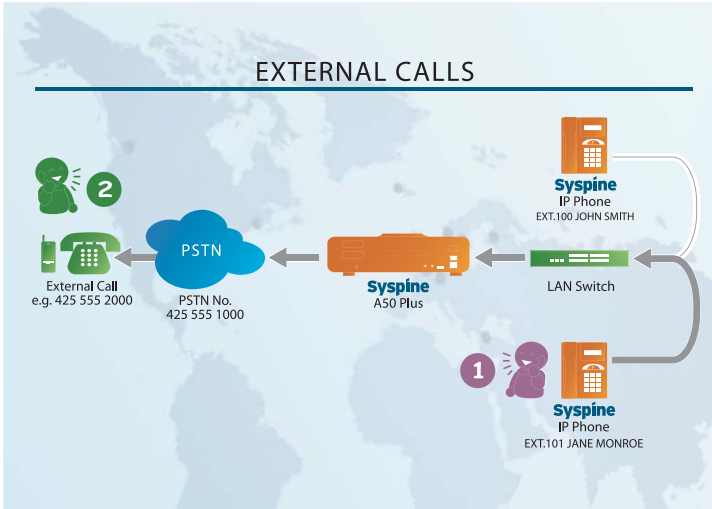 EXTERNAL CALLS
Syspine
IP Phone
EXT.100 JOHN SMITH
2
PSTN
External Call
e.g. 425 555 2000
PSTN No.
425 555 1000
Syspine
A50 Plus
LAN Switch
1
Syspine
IP Phone
EXT.101 JANE MONROE